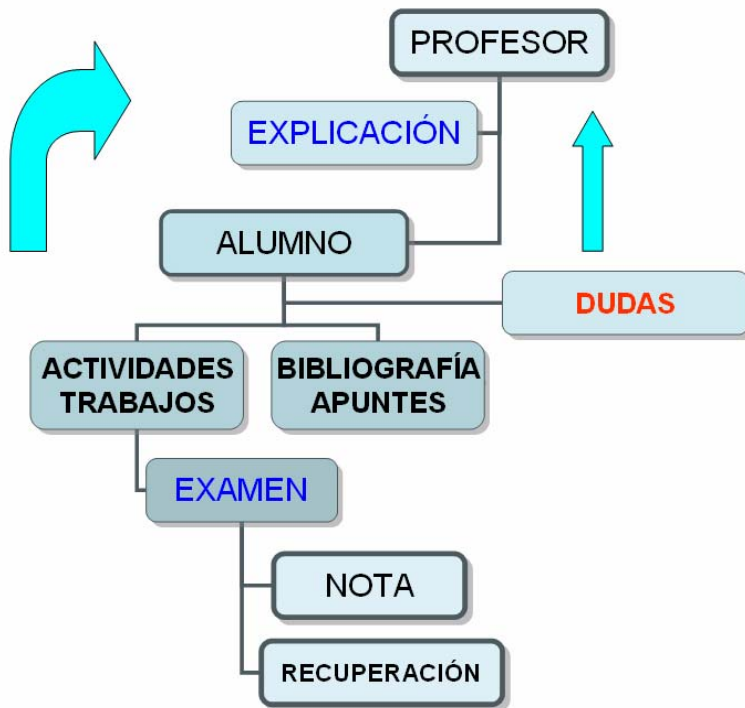 PROFESOR
EXPLICACIÓN
ALUMNO
DUDAS
ACTIVIDADES
TRABAJOS
BIBLIOGRAFÍA
APUNTES
EXAMEN
NOTA
RECUPERACIÓN